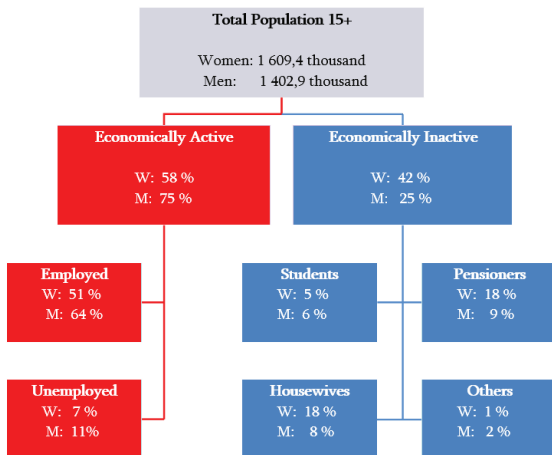 Total Population 15+
Women: 1 609,4 thousand
Men: 1 402,9 thousand
Economically Active
W: 58 %
M: 75 %
Economically Inactive
W: 42 %
M: 25 %
Employed
W: 51 %
M: 64 %
Students
W: 5 %
M: 6 %
Pensioners
W: 18 %
M: 9 %
Unemployed
W: 7 %
M: 11%
Housewives
W: 18 %
M: 8 %
Others
W: 1 %
M: 2 %